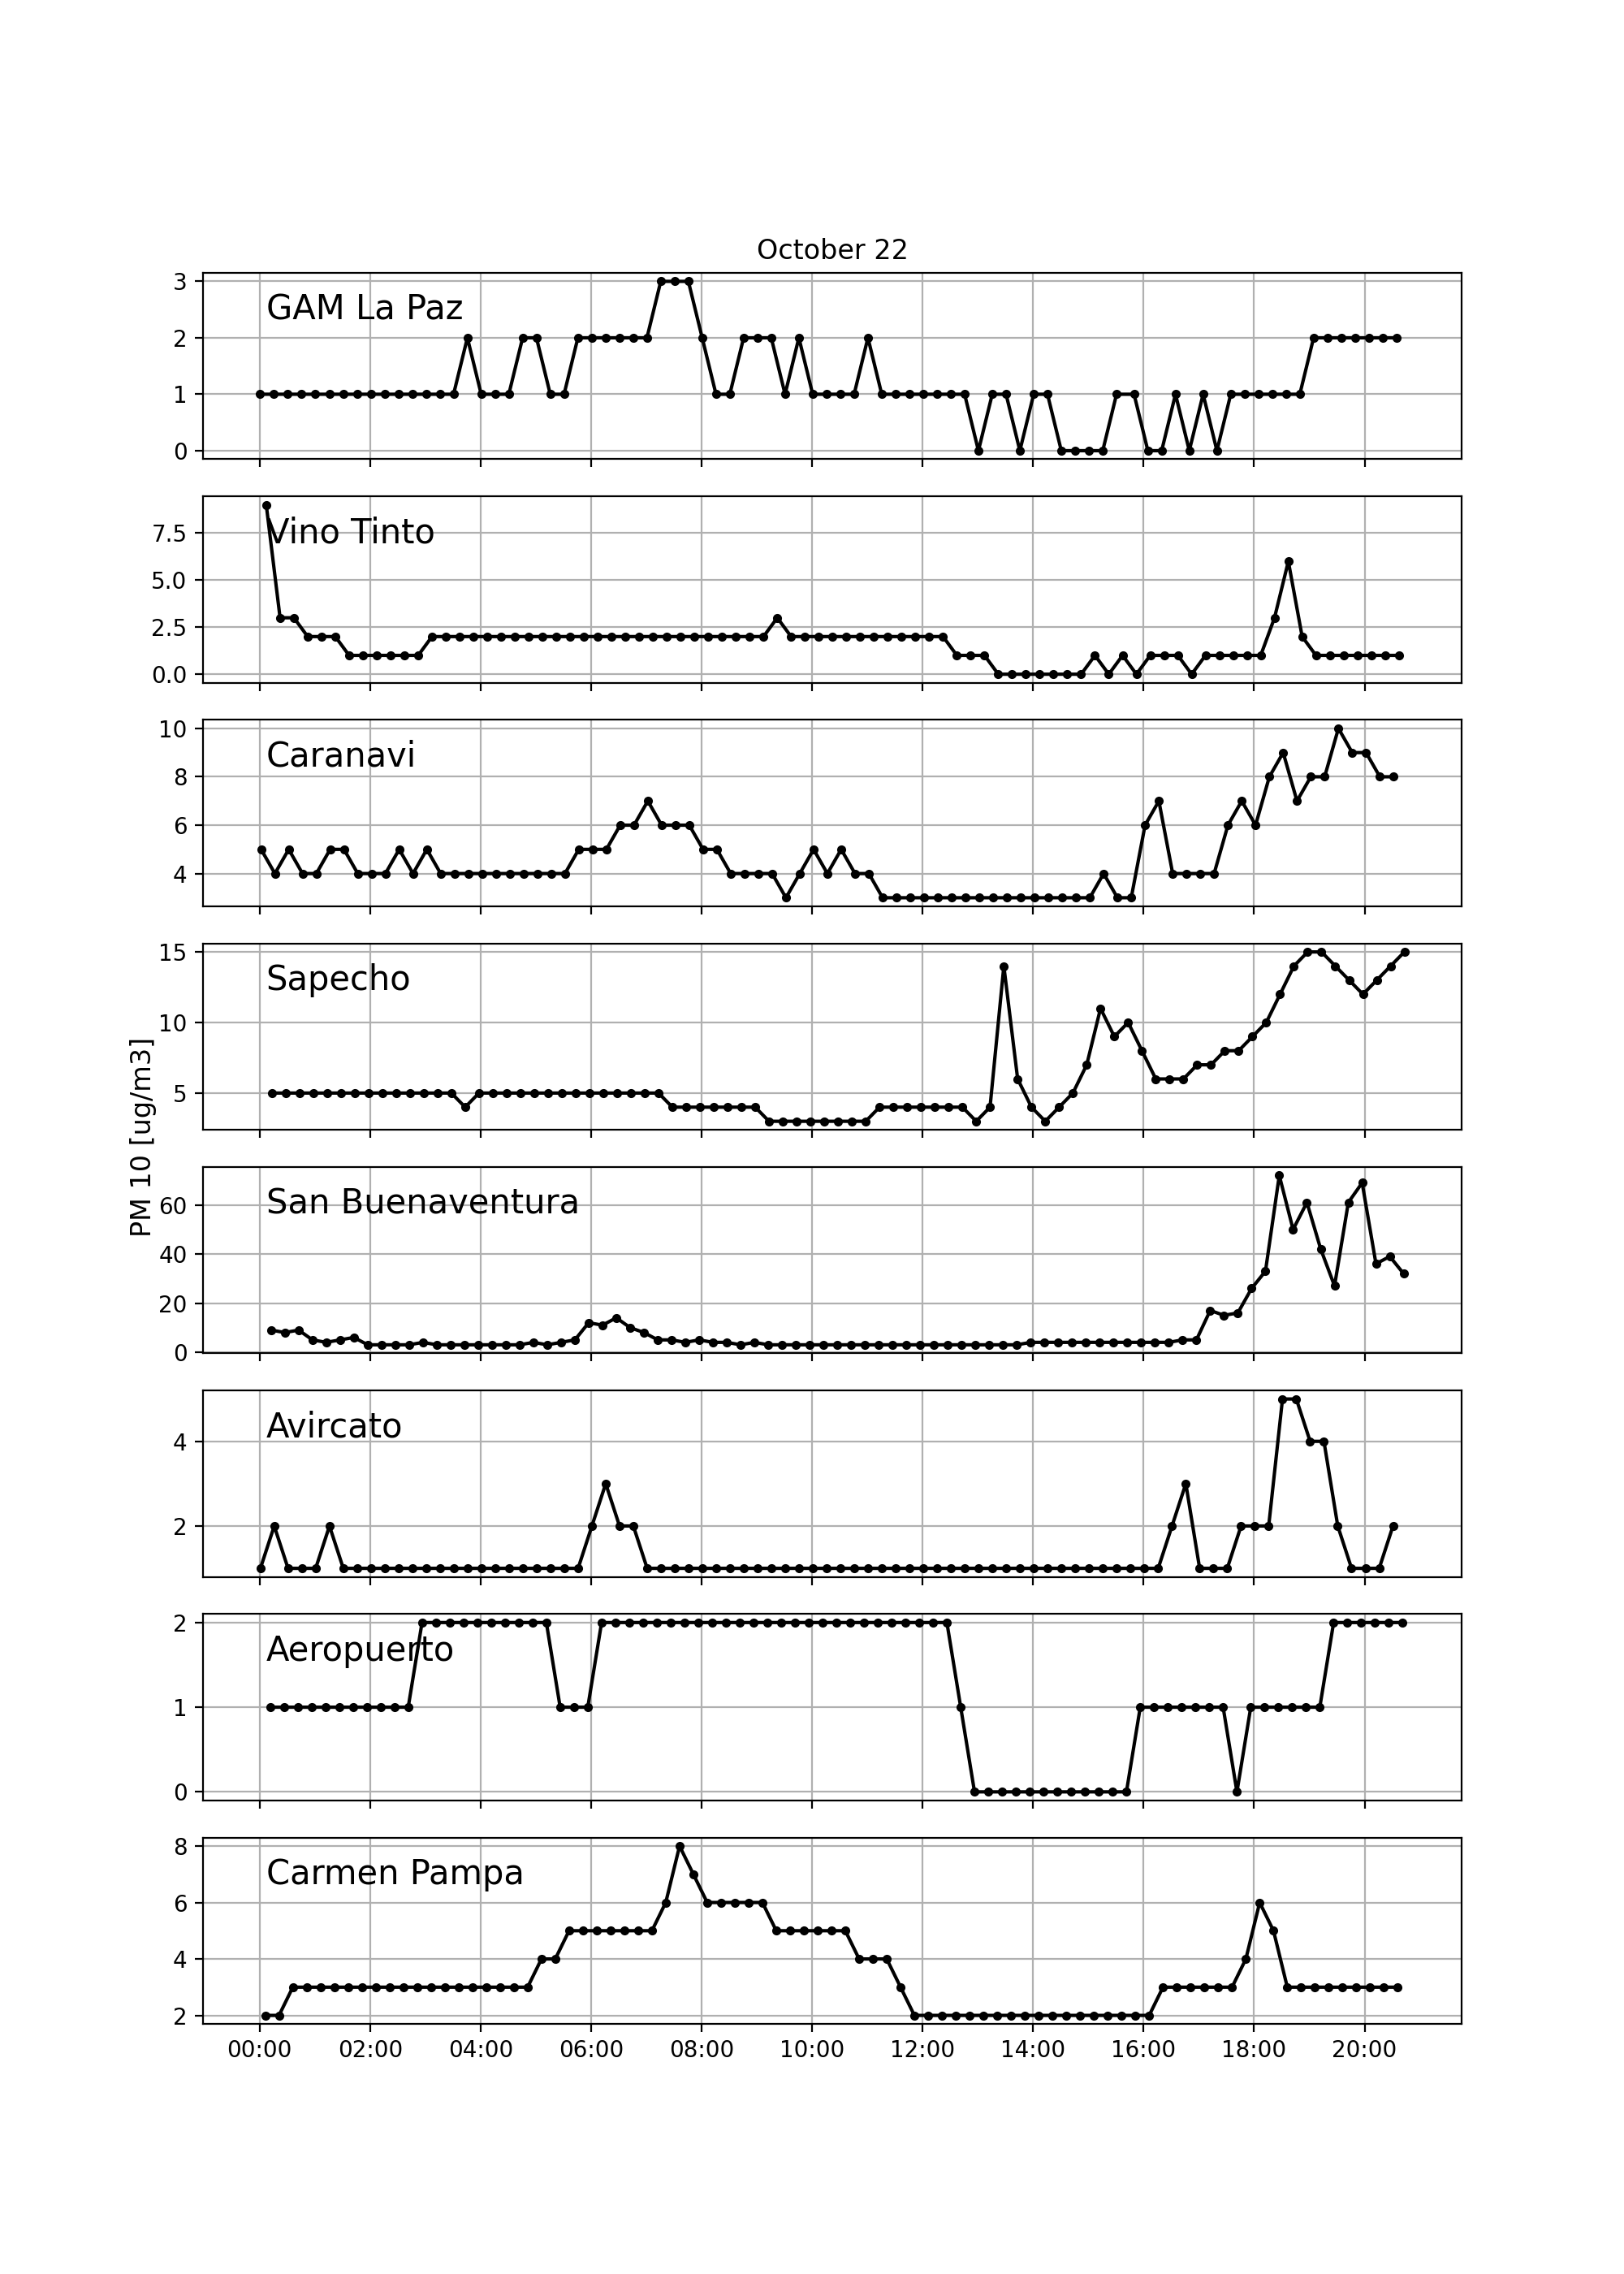 October 22
PM 10 [ug/m3]
GAM La Paz
3
2
1
0
Vino Tinto
7.5
5.0
2.5
0.0
Caranavi
10
8
6
4
Sapecho
15
10
5
San Buenaventura
60
40
20
0
Avircato
4
2
Aeropuerto
2
1
0
Carmen Pampa
8
6
4
2
00:00 02:00 04:00 06:00 08:00 10:00 12:00 14:00 16:00 18:00 20:00